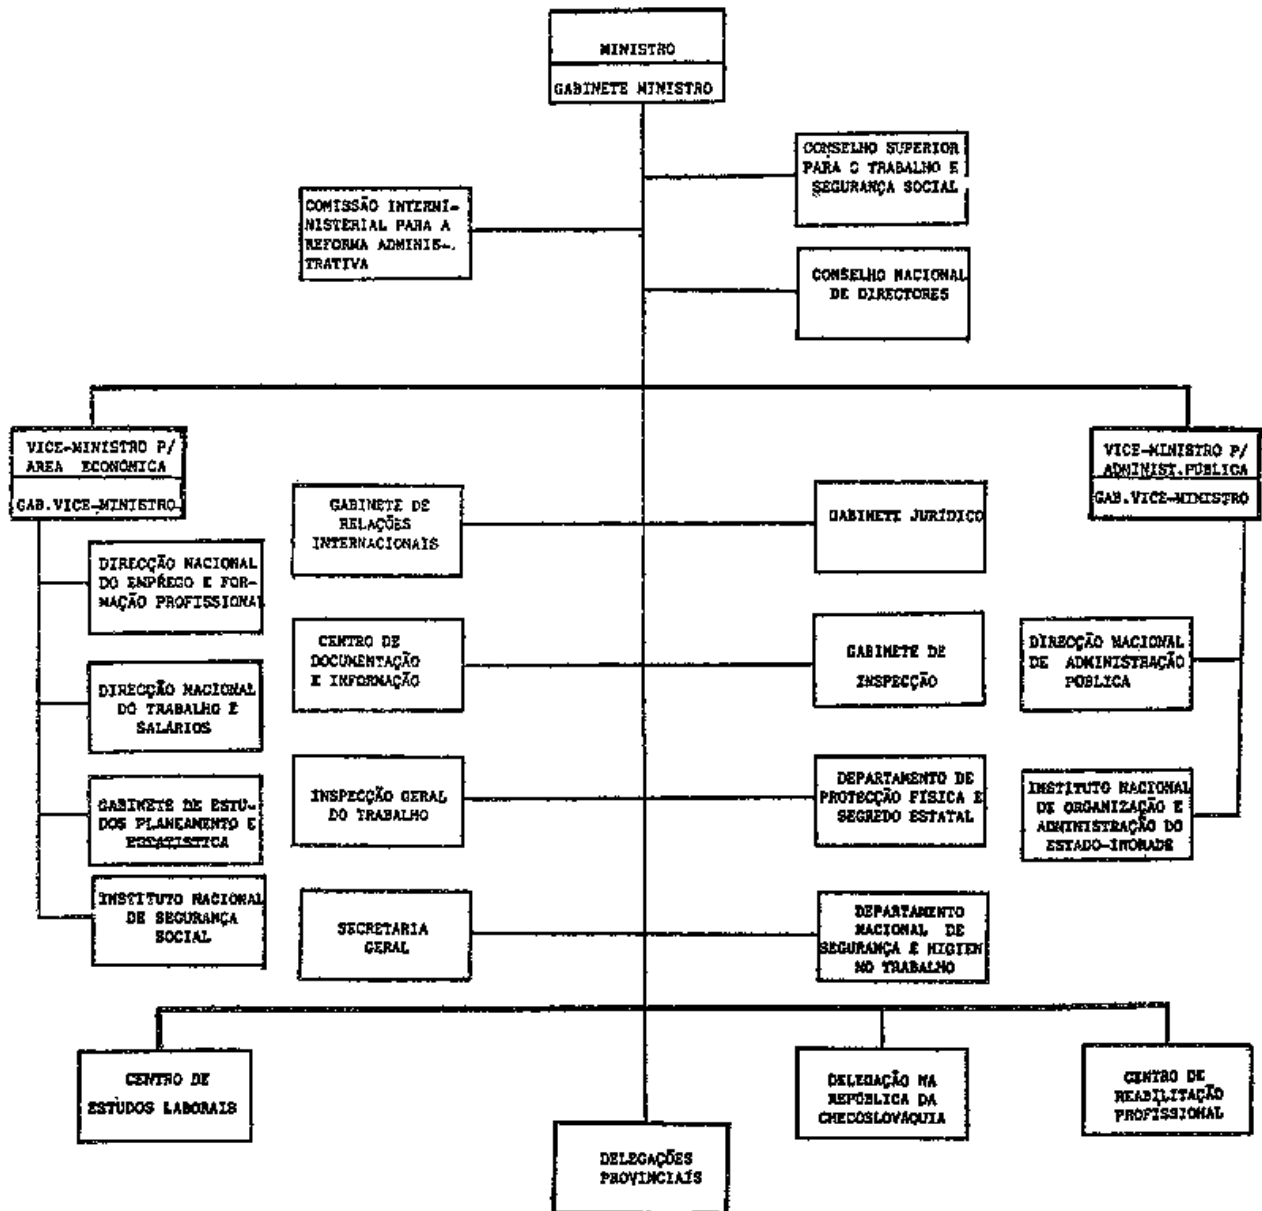 MINISTRO
GABINETE MINISTRO
CONSELHO SUPERIOR
PARA O TRABALHO E
SEGURANÇA SOCIAL
COMISSÃO INTERMI-
NISTERIAL PARA A
REFORMA ADMINIS-
TRATIVA
CONSELHO NACIONAL
DE DIRECTORES
VICE-MINISTRO P/
AREA ECONÓMICA
GAB.VICE-MINISTRO
VICE-MINISTRO P/
ADMINIST.PÚBLICA
GAB.VICE-MINISTRO
GABINETE DE
RELAÇÕES
INTERNACIONAIS
GABINETE JURÍDICO
DIRECÇÃO NACIONAL
DO EMPREGO E FOR-
MAÇÃO PROFISSIONAL
CENTRO DE
DOCUMENTAÇÃO
E INFORMAÇÃO
GABINETE DE
INSPECÇÃO
DIRECÇÃO NACIONAL
DE ADMINISTRAÇÃO
PÚBLICA
DIRECÇÃO NACIONAL
DO TRABALHO E
SALÁRIOS
INSPECÇÃO GERAL
DO TRABALHO
DEPARTAMENTO DE
PROTECÇÃO FÍSICA E
SEGREDO ESTATAL
INSTITUTO NACIONAL
DE ORGANIZAÇÃO E
ADMINISTRAÇÃO DO
ESTADO-INORADE
GABINETE DE ESTU-
DOS PLANEAMENTO E
ESTATISTICA
INSTITUTO NACIONAL
DE SEGURANÇA
SOCIAL
SECRETARIA
GERAL
DEPARTAMENTO
NACIONAL DE
SEGURANÇA E HIGIEN
NO TRABALHO
CENTRO DE
ESTUDOS LABORAIS
DELEGAÇÃO NA
REPÚBLICA DA
CHECOSLOVÁQUIA
CENTRO DE
REABILITAÇÃO
PROFISSIONAL
DELEGAÇÕES
PROVINCIAIS